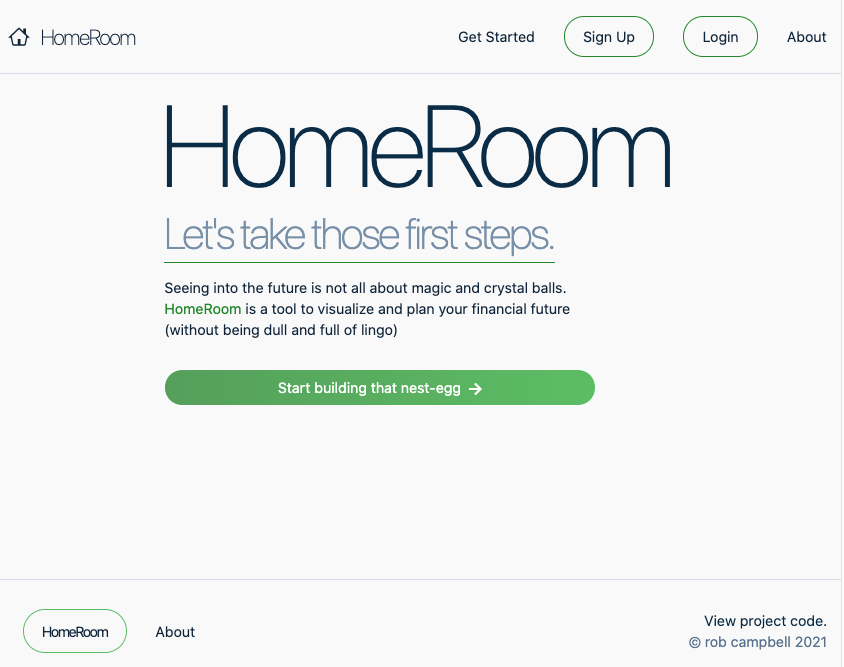 HomeRoom
Get Started
Sign Up
Login
About
HomeRoom
Let's take those first steps.
Seeing into the future is not all about magic and crystal balls.
HomeRoom is a tool to visualize and plan your financial future
(without being dull and full of lingo)
Start building that nest-egg →
HomeRoom
About
View project code.
© rob campbell 2021